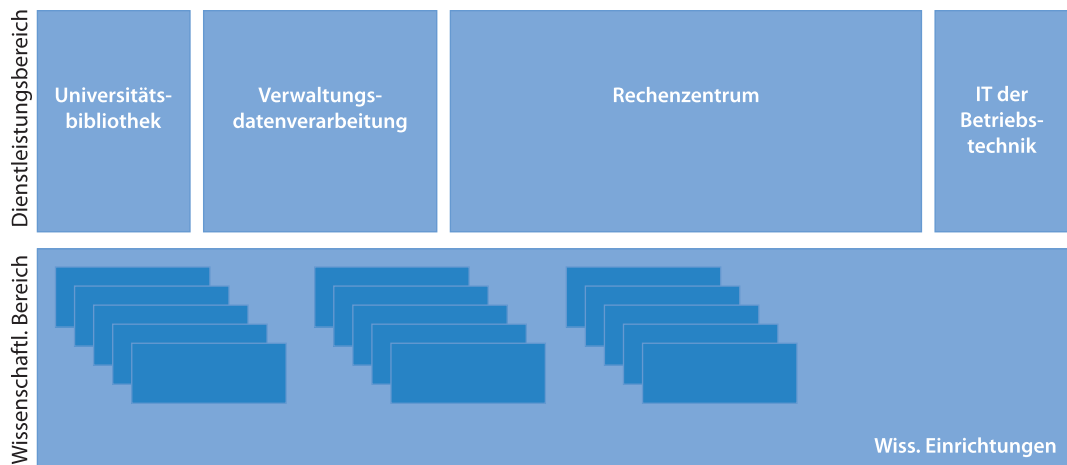 Dienstleistungsbereich
Universitäts-
bibliothek
Verwaltungs-
datenverarbeitung
Rechenzentrum
IT der
Betriebs-
technik
Wissenschaftl. Bereich
Wiss. Einrichtungen